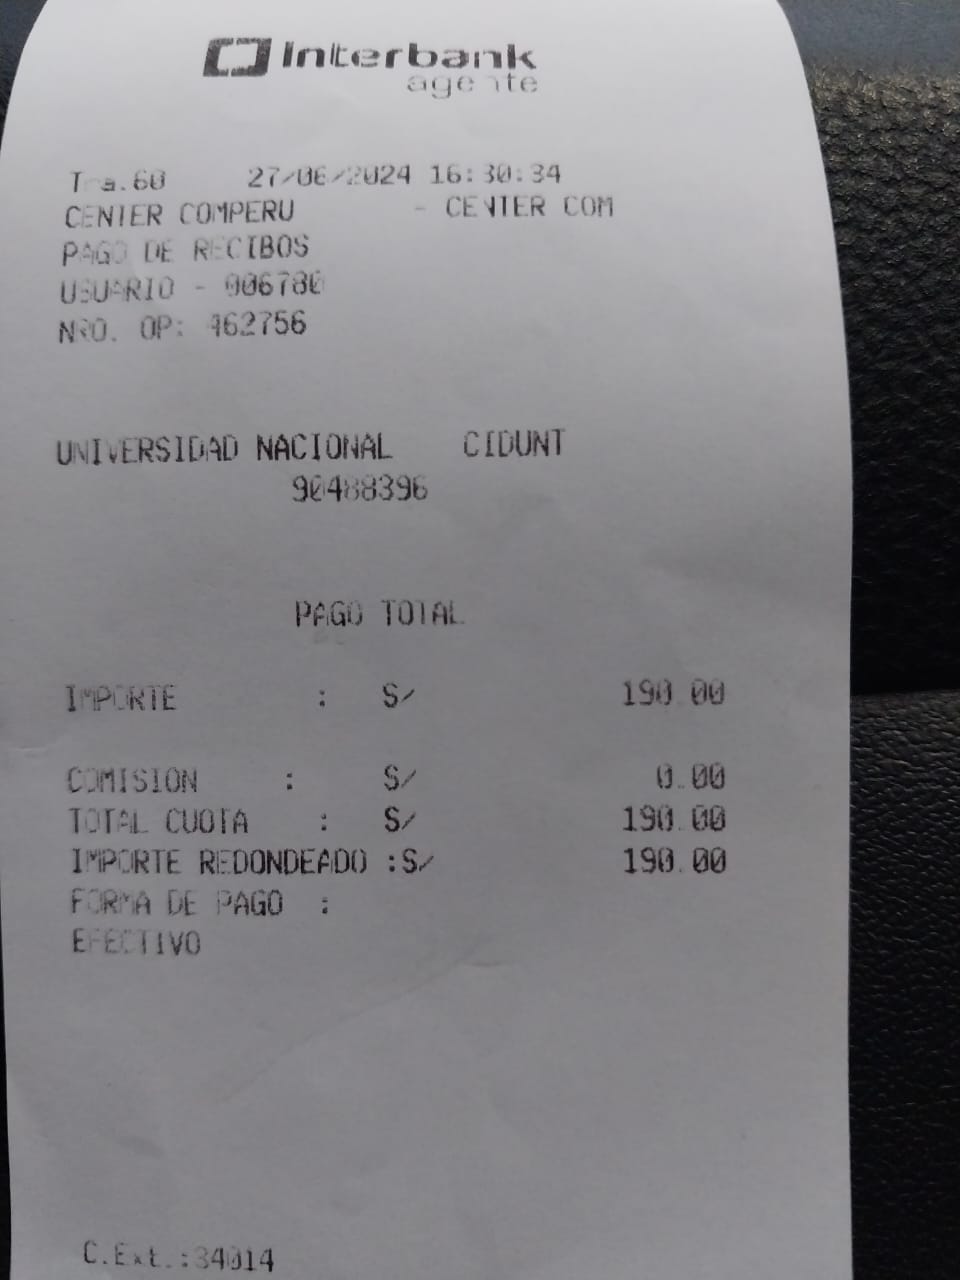 Interbank
agente
Tra.60 27/06/2024 16:30:34
CENTER COMPERU - CENTER COM
PAGO DE RECIBOS
USUARIO - 006780
NRO. OP: 462756
UNIVERSIDAD NACIONAL CIDUNT
90488396
PAGO TOTAL
IMPORTE : S/ 190.00
COMISION : S/ 0.00
TOTAL CUOTA : S/ 190.00
IMPORTE REDONDEADO :S/ 190.00
FORMA DE PAGO :
EFECTIVO
C.Ext.:34014